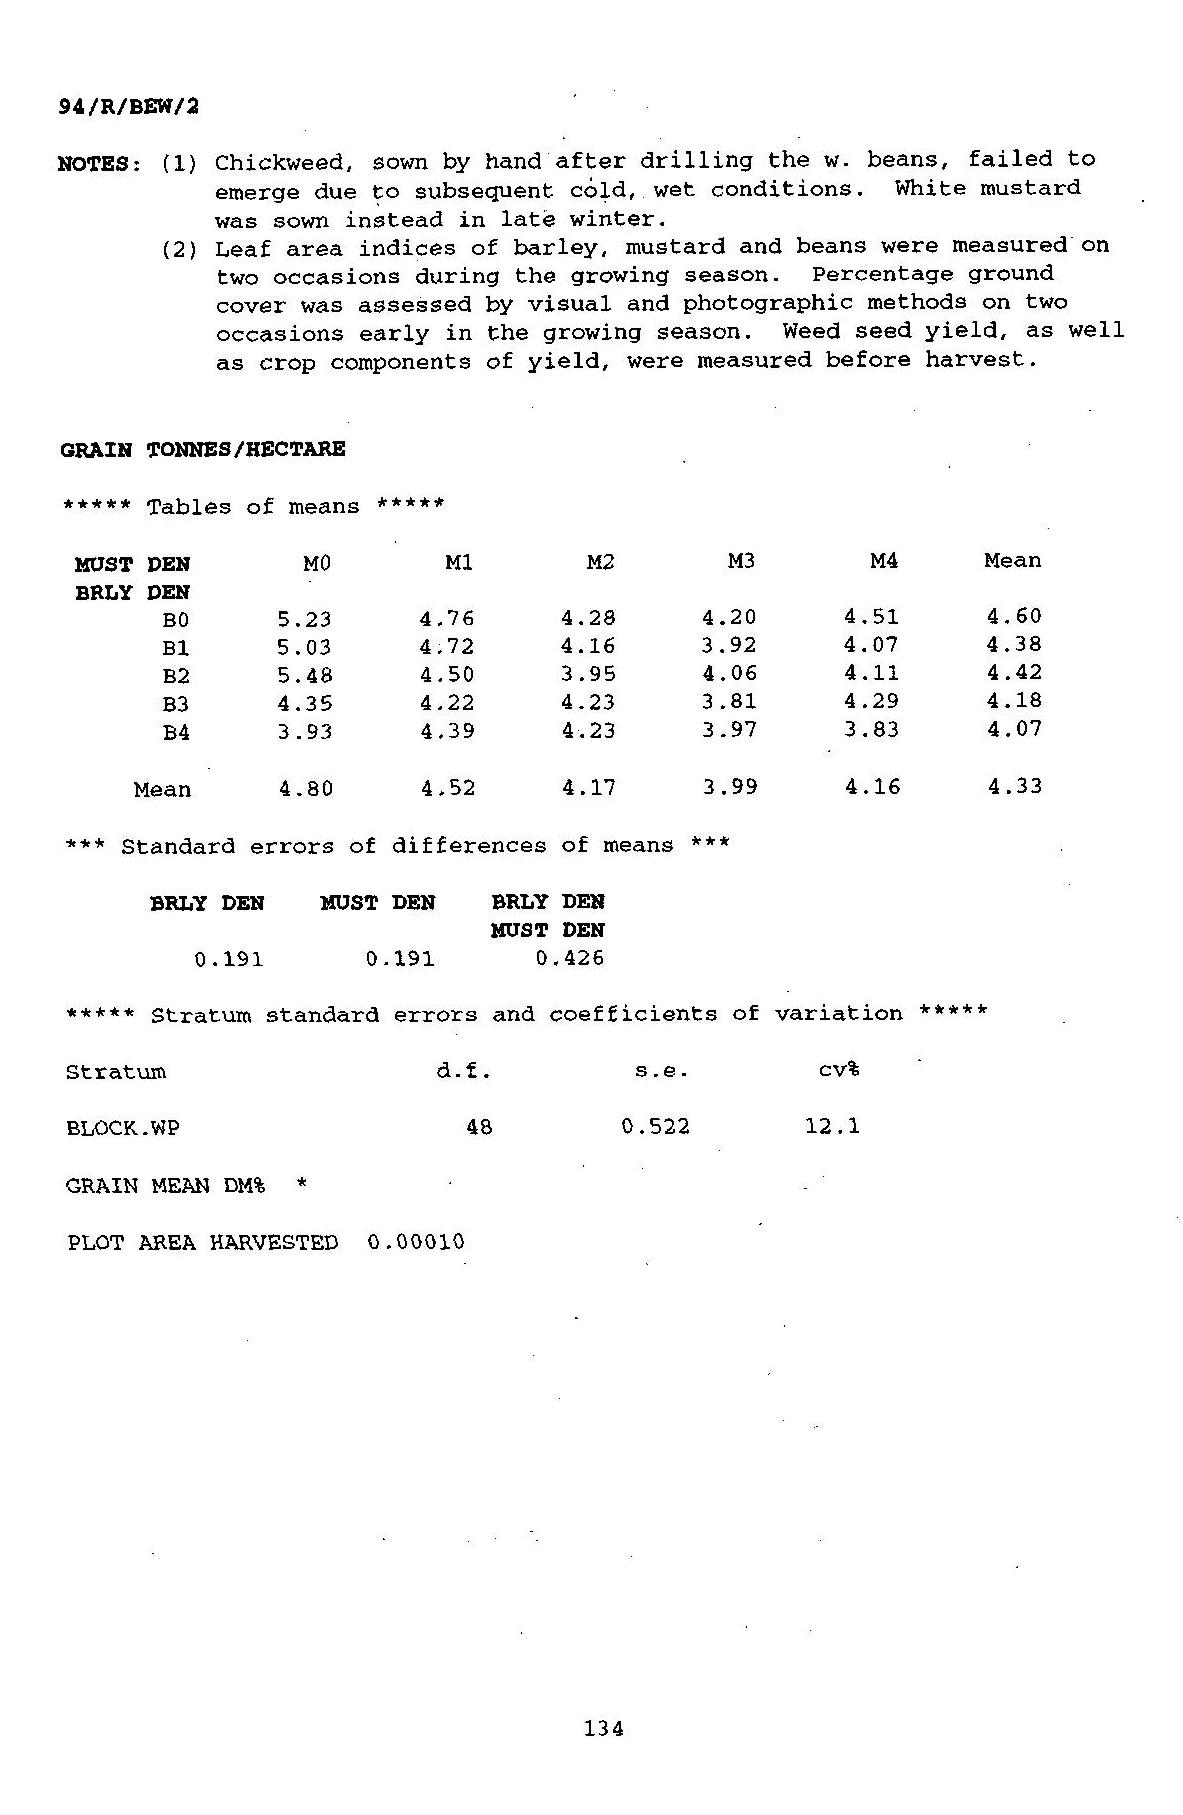 94/R/BEW/2
NOTES: (1) Chickweed, sown by hand after drilling the w. beans, failed to
emerge due to subsequent cold, wet conditions. White mustard
was sown instead in late winter.
(2) Leaf area indices of barley, mustard and beans were measured on
two occasions during the growing season. Percentage ground
cover was assessed by visual and photographic methods on two
occasions early in the growing season. Weed seed yield, as well
as crop components of yield, were measured before harvest.
GRAIN TONNES/HECTARE
***** Tables of means *****
MUST DEN M0 M1 M2 M3 M4 Mean
BRLY DEN
B0 5.23 4.76 4.28 4.20 4.51 4.60
B1 5.03 4.72 4.16 3.92 4.07 4.38
B2 5.48 4.50 3.95 4.06 4.11 4.42
B3 4.35 4.22 4.23 3.81 4.29 4.18
B4 3.93 4.39 4.23 3.97 3.83 4.07
Mean 4.80 4.52 4.17 3.99 4.16 4.33
*** Standard errors of differences of means ***
BRLY DEN MUST DEN BRLY DEN
MUST DEN
0.191 0.191 0.426
***** Stratum standard errors and coefficients of variation *****
Stratum d.f. s.e. cv%
BLOCK.WP 48 0.522 12.1
GRAIN MEAN DM% *
PLOT AREA HARVESTED 0.00010
134